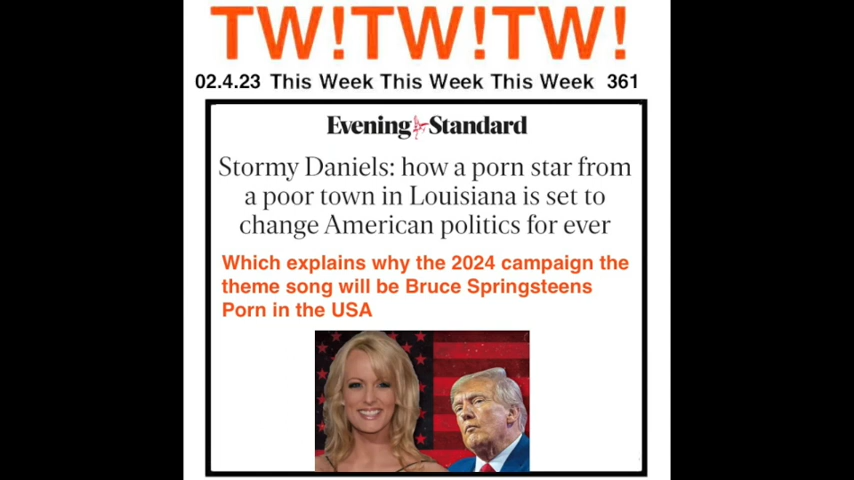 TW!TW!TW!
02.4.23 This Week This Week This Week 361
Evening Standard
Stormy Daniels: how a porn star from
a poor town in Louisiana is set to
change American politics for ever
Which explains why the 2024 campaign the
theme song will be Bruce Springsteens
Porn in the USA